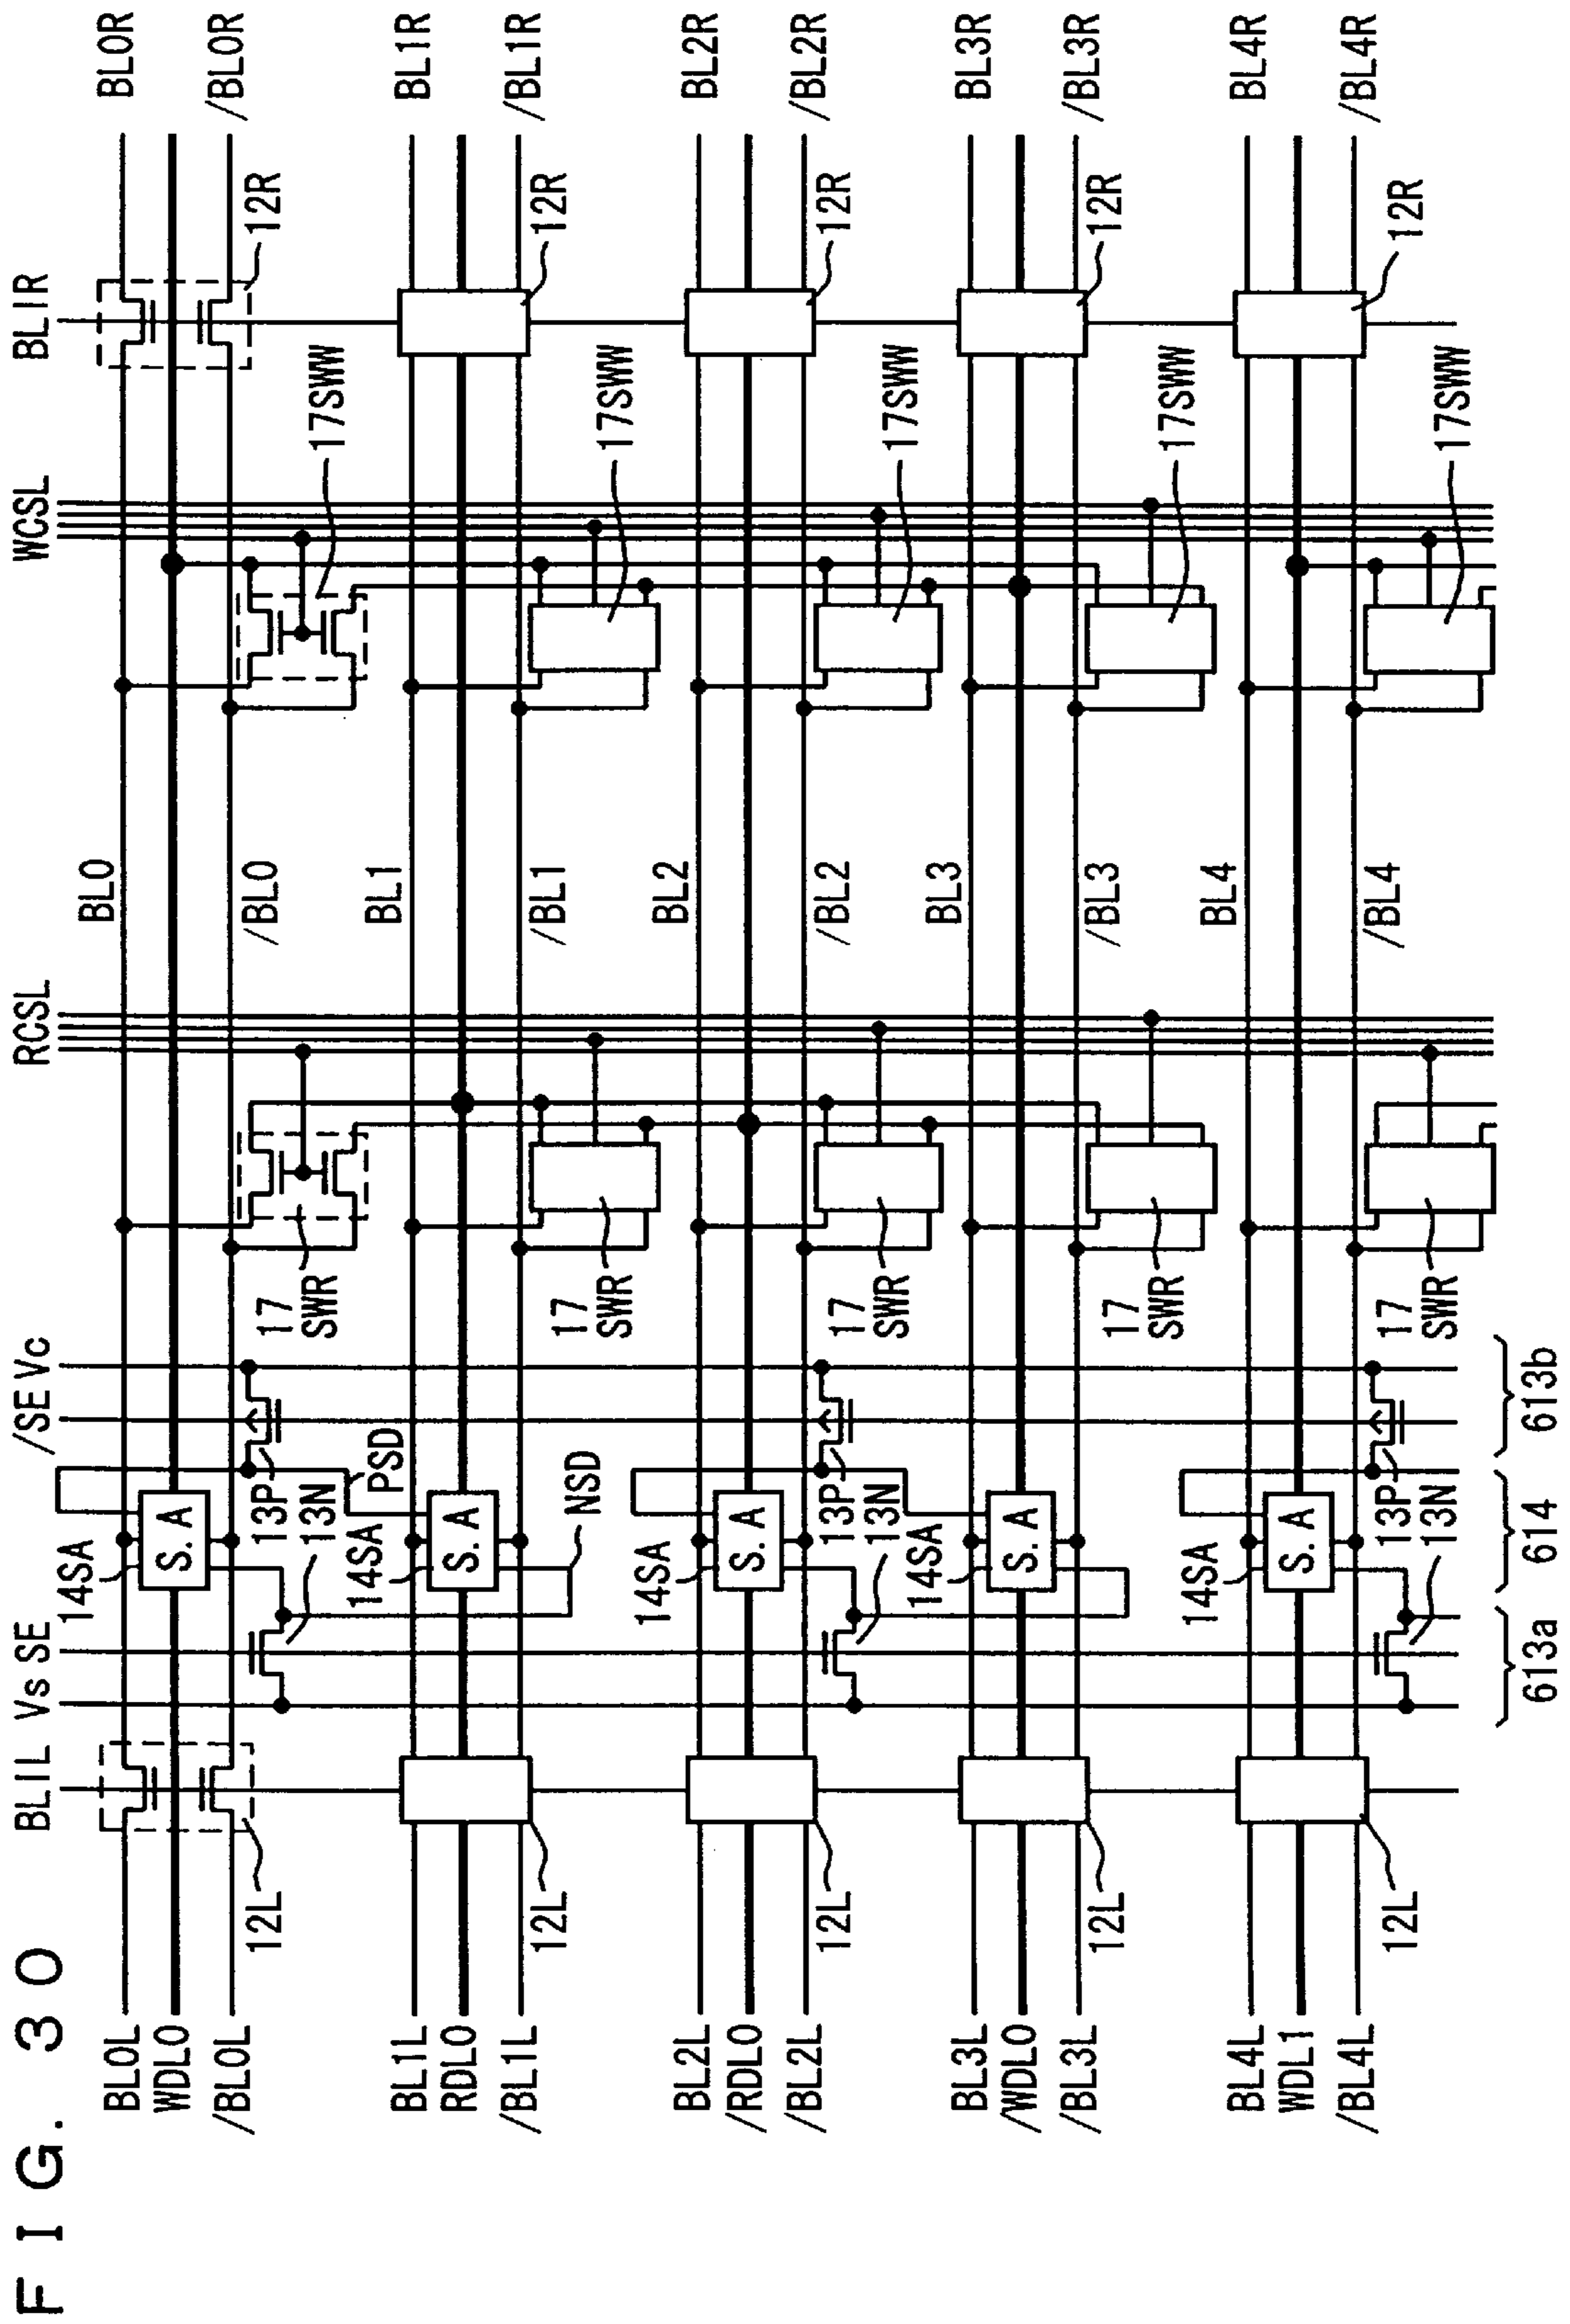 FIG. 30
BLIL Vs SE /SE Vc RCSL WCSL BLIR
BL0L BL0 BL0R
WDL0
/BL0L /BL0 /BL0R
14SA S.A
12L 13P 13N 17 SWR 17SWW 12R
PSD
BL1L BL1 BL1R
RDL0
/BL1L /BL1 /BL1R
14SA S.A
12L NSD 17 SWR 17SWW 12R
BL2L BL2 BL2R
/RDL0
/BL2L /BL2 /BL2R
14SA S.A
12L 13P 13N 17 SWR 17SWW 12R
BL3L BL3 BL3R
/WDL0
/BL3L /BL3 /BL3R
14SA S.A
12L 17 SWR 17SWW 12R
BL4L BL4 BL4R
WDL1
/BL4L /BL4 /BL4R
14SA S.A
12L 13P 13N 17 SWR 17SWW 12R
613a 614 613b